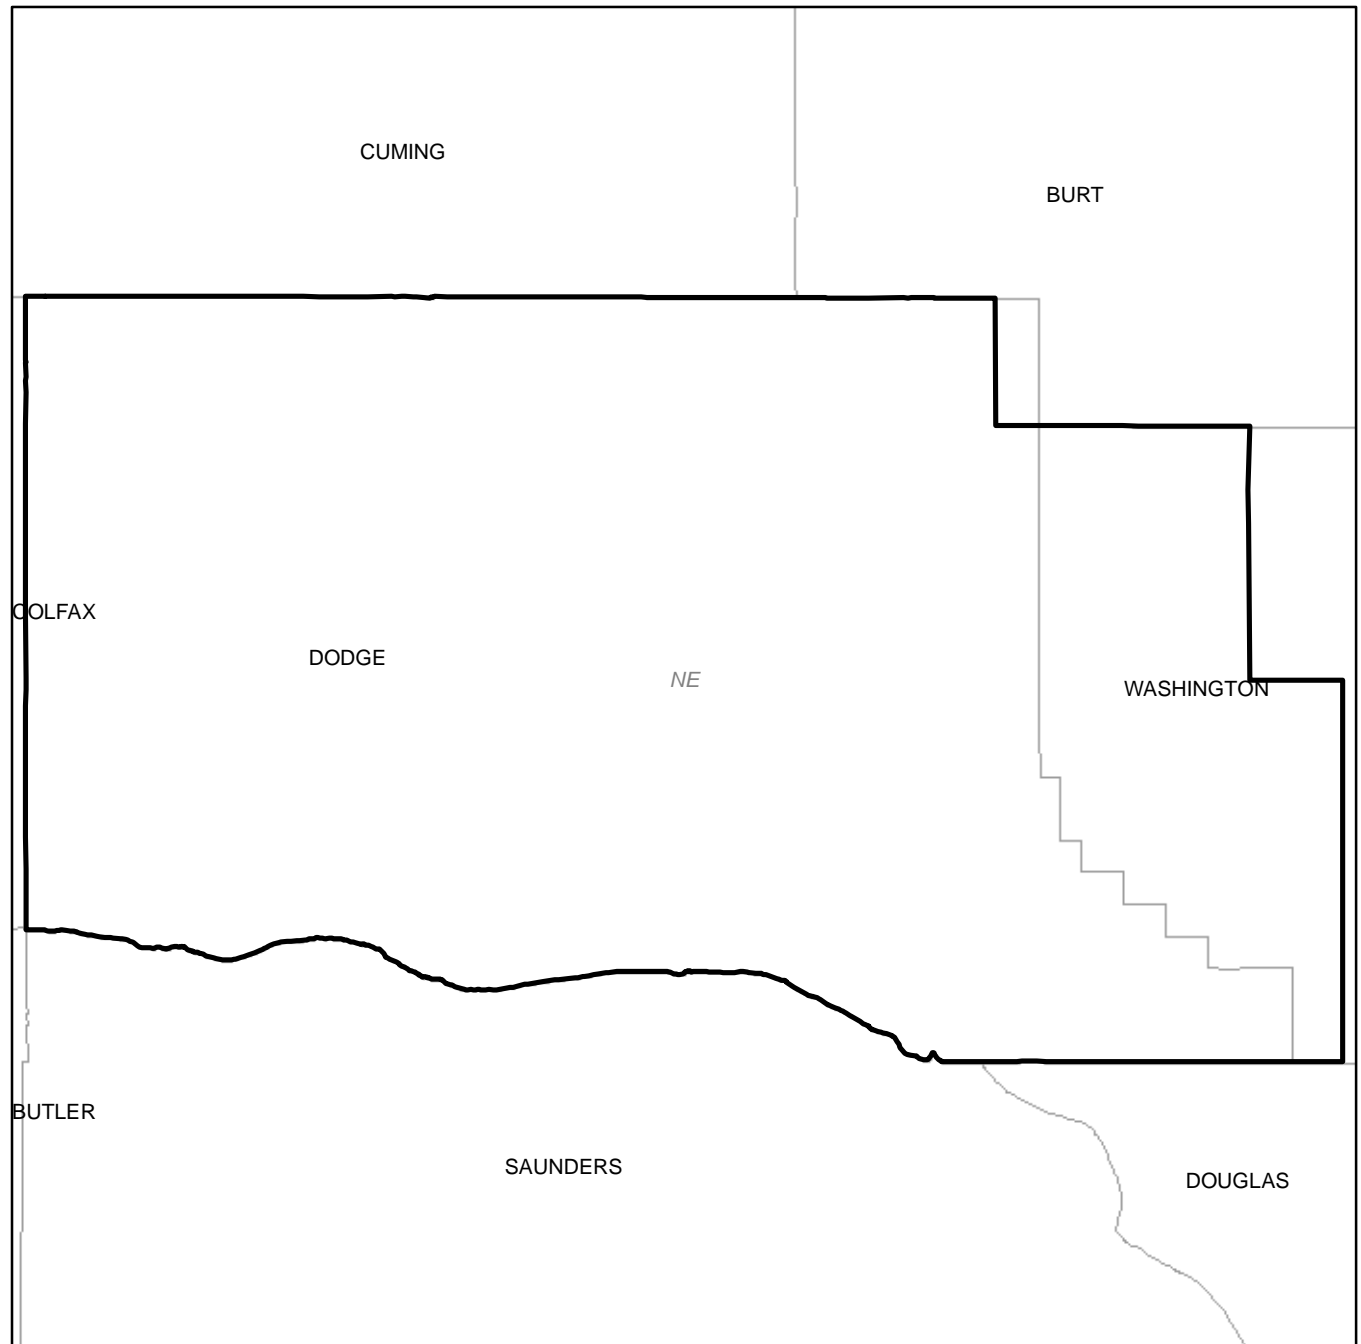 CUMING
BURT
COLFAX
DODGE
NE
WASHINGTON
BUTLER
SAUNDERS
DOUGLAS